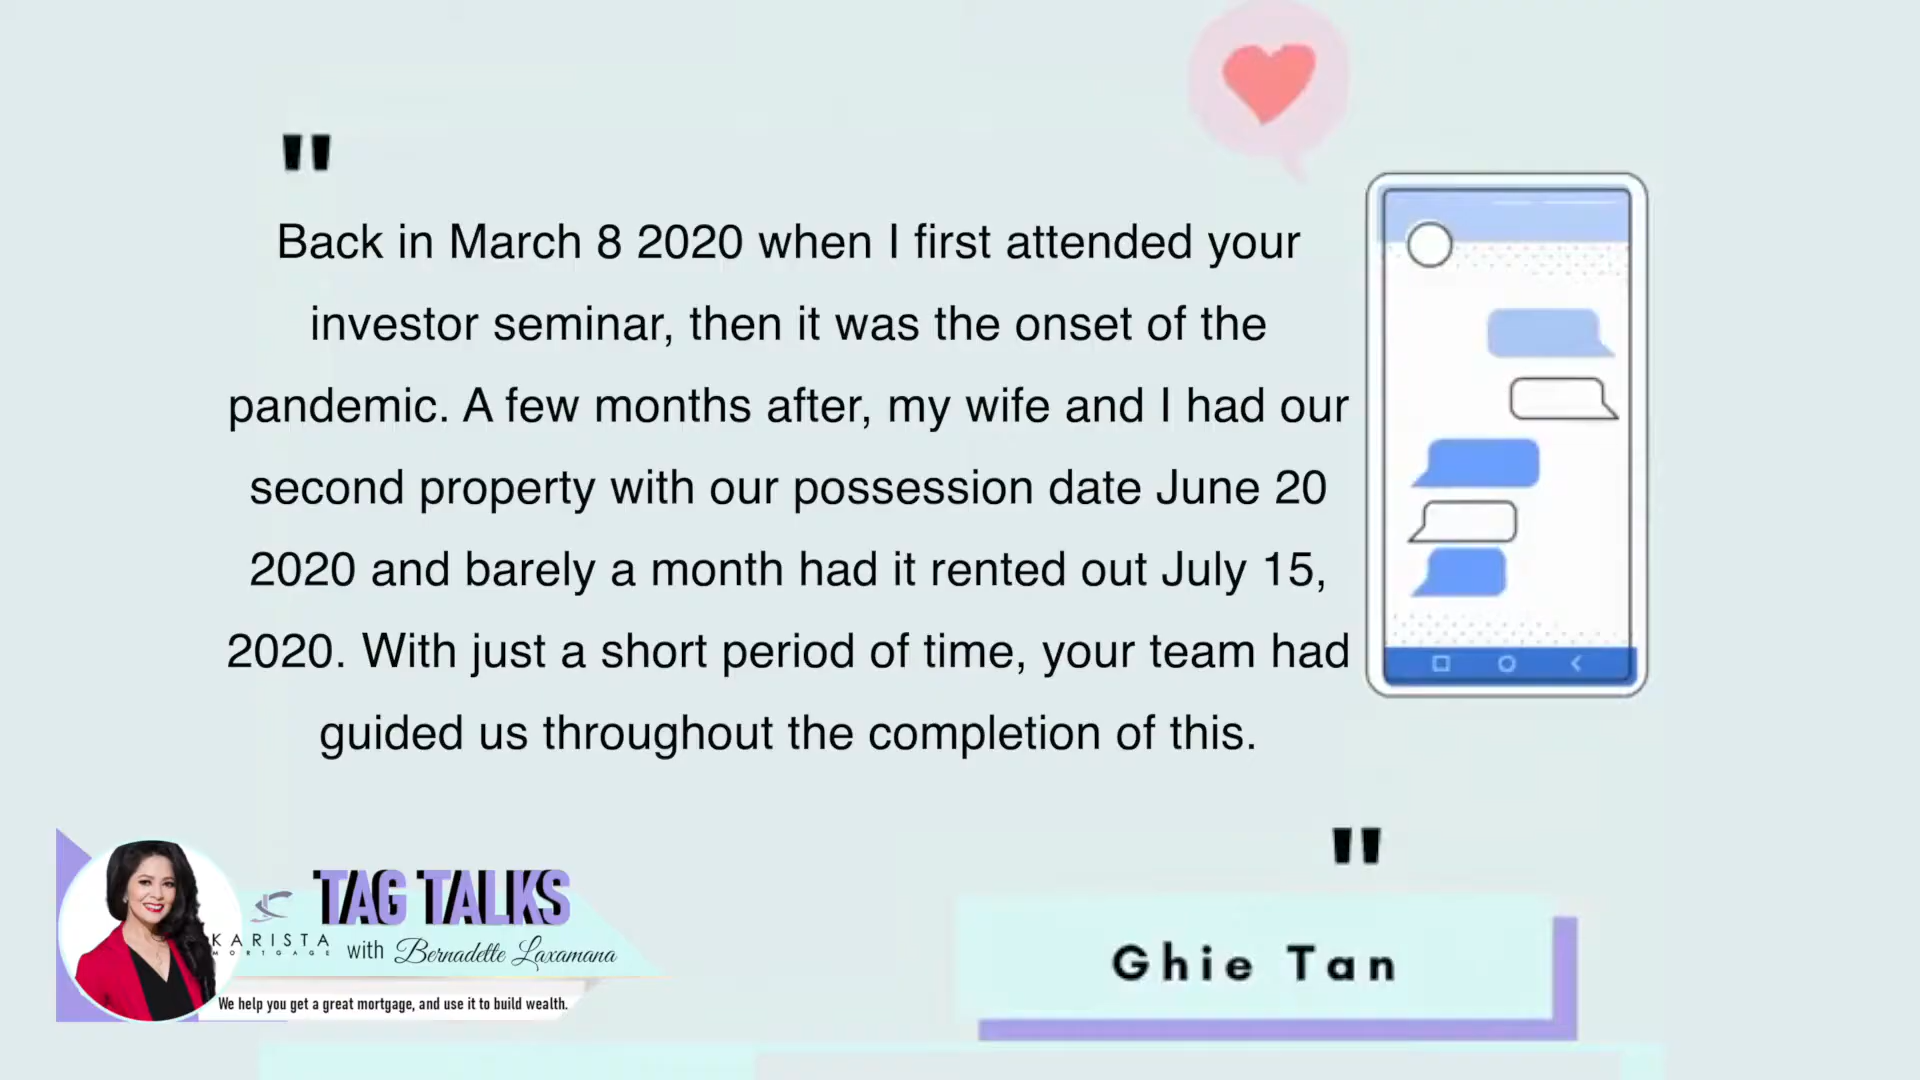 "
Back in March 8 2020 when I first attended your
investor seminar, then it was the onset of the
pandemic. A few months after, my wife and I had our
second property with our possession date June 20
2020 and barely a month had it rented out July 15,
2020. With just a short period of time, your team had
guided us throughout the completion of this.
"
Ghie Tan
TAG TALKS
KARISTA
MORTGAGE
with Bernadette Laxamana
We help you get a great mortgage, and use it to build wealth.